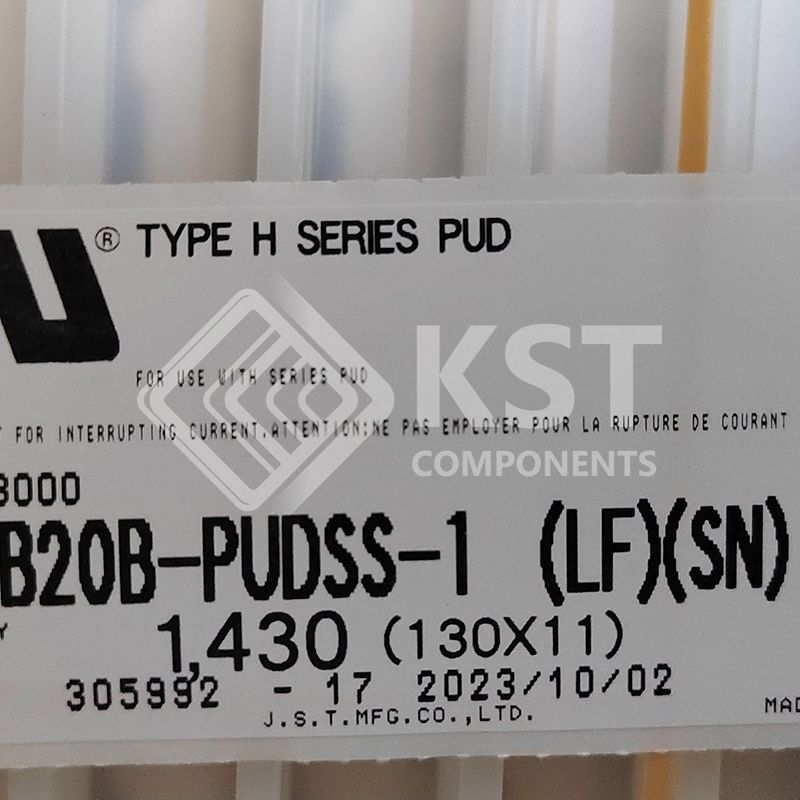 ® TYPE H SERIES PUD
KST
COMPONENTS
FOR USE WITH SERIES PUD
FOR INTERRUPTING CURRENT.ATTENTION:NE PAS EMPLOYER POUR LA RUPTURE DE COURANT
3000
B20B-PUDSS-1 (LF)(SN)
Y
1,430 (130X11)
305992 - 17 2023/10/02
J.S.T.MFG.CO.,LTD.